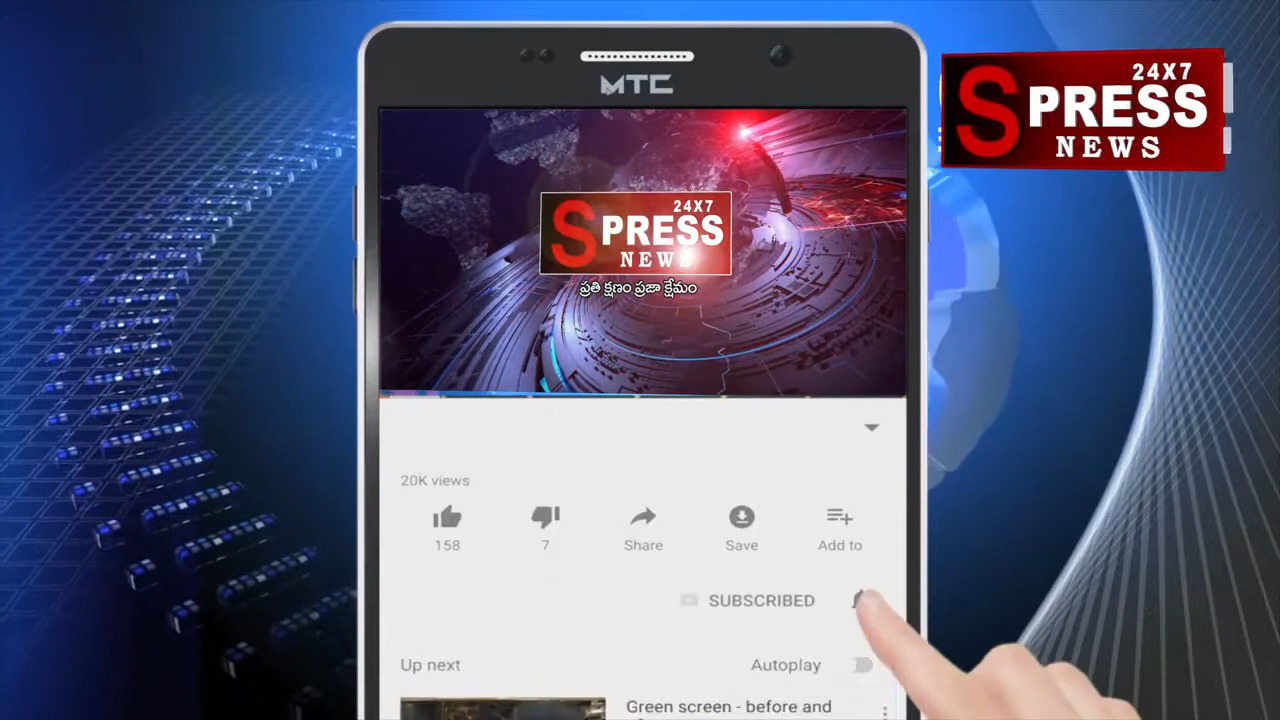 MTC
24X7
SPRESS
NEWS
24X7
SPRESS
NEWS
ప్రతి క్షణం ప్రజా క్షేమం
20K views
158
7
Share
Save
Add to
SUBSCRIBED
Up next
Autoplay
Green screen - before and